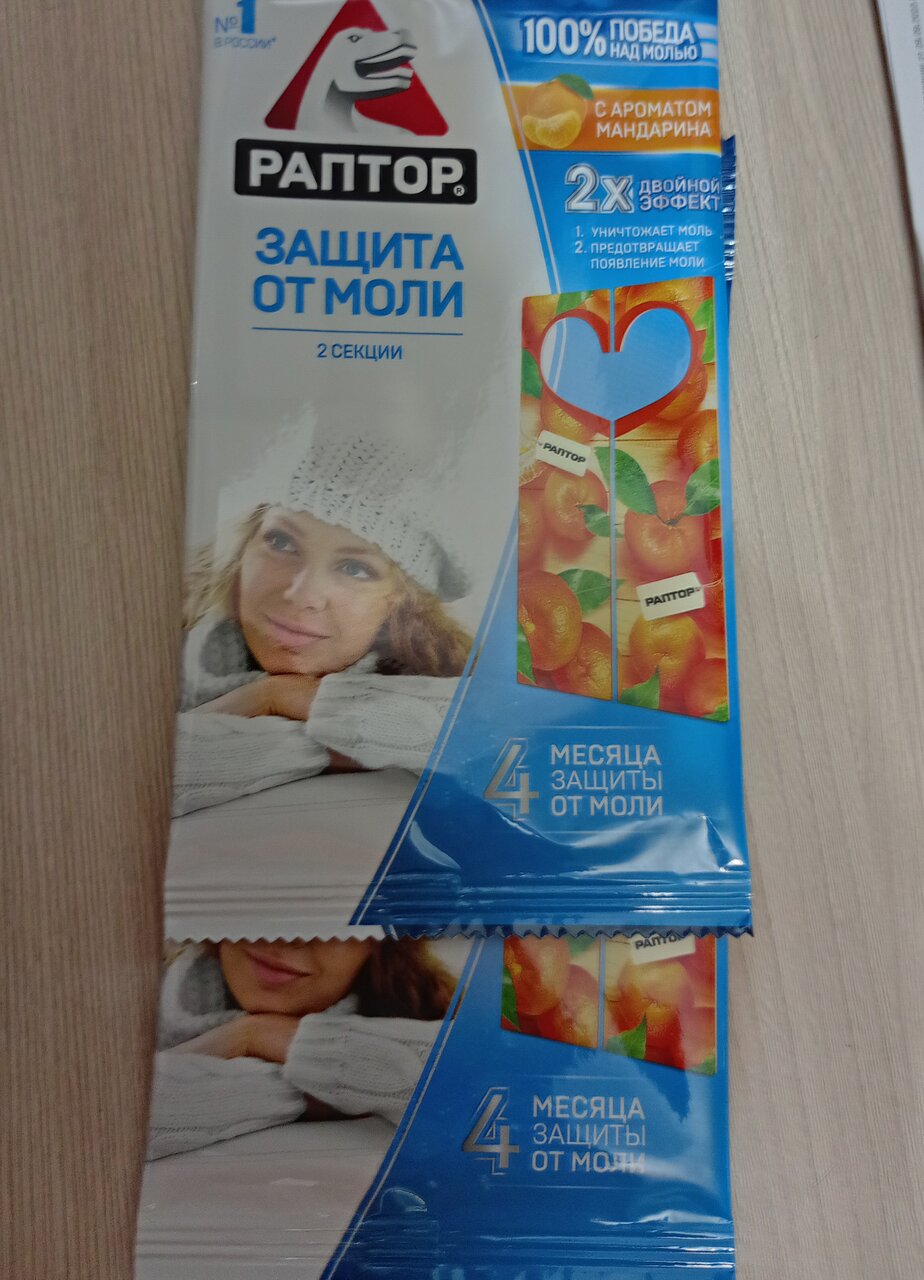 №1
В РОССИИ*
РАПТОР®
ЗАЩИТА
ОТ МОЛИ
2 СЕКЦИИ
100% ПОБЕДА
НАД МОЛЬЮ
С АРОМАТОМ
МАНДАРИНА
2х ДВОЙНОЙ
ЭФФЕКТ
1. УНИЧТОЖАЕТ МОЛЬ
2. ПРЕДОТВРАЩАЕТ
ПОЯВЛЕНИЕ МОЛИ
РАПТОР
РАПТОР
4 МЕСЯЦА
ЗАЩИТЫ
ОТ МОЛИ
РАПТОР
4 МЕСЯЦА
ЗАЩИТЫ
ОТ МОЛИ